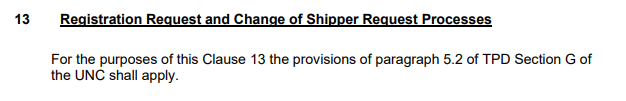 13 Registration Request and Change of Shipper Request Processes
For the purposes of this Clause 13 the provisions of paragraph 5.2 of TPD Section G of
the UNC shall apply.